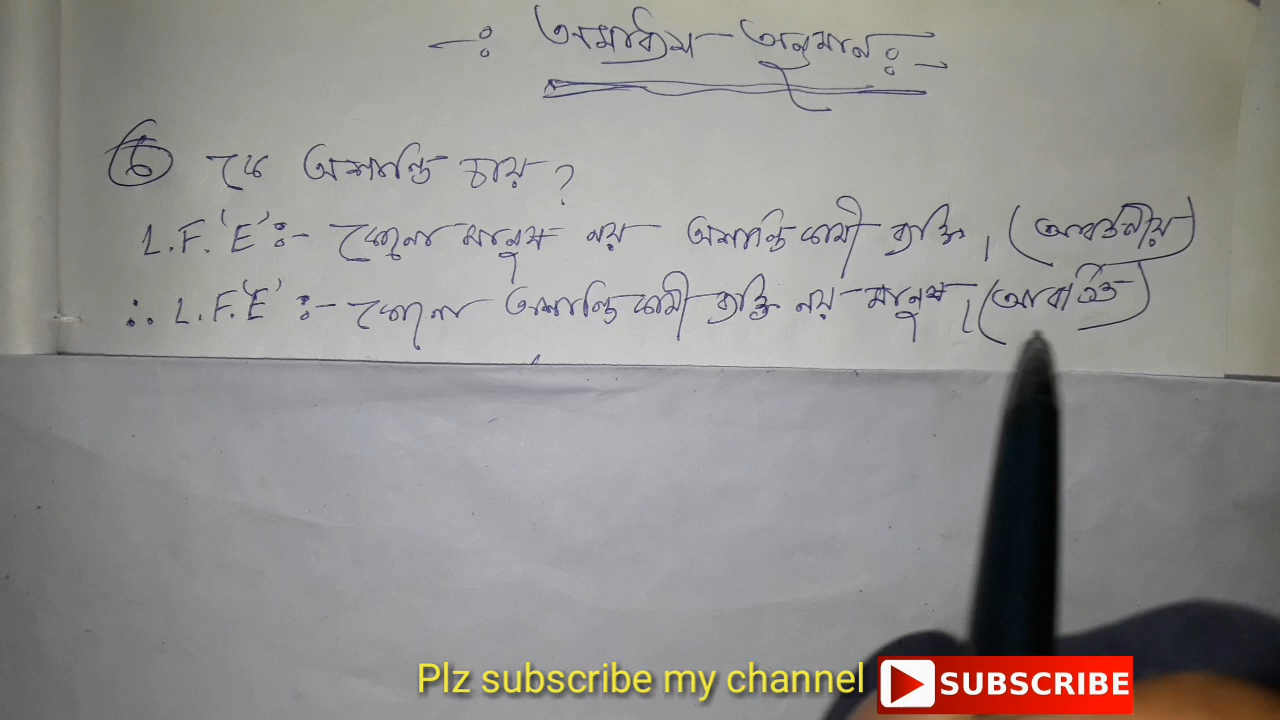 —ঃ অমাধ্যম অনুমান ঃ—
৬ কে অশান্তি চায় ?
L.F. 'E' :- কোনো মানুষ নয় অশান্তিকামী ব্যক্তি । (আবর্তনীয়)
∴ L.F. 'E' :- কোনো অশান্তিকামী ব্যক্তি নয় মানুষ । (আবর্তিত)
Plz subscribe my channel
SUBSCRIBE